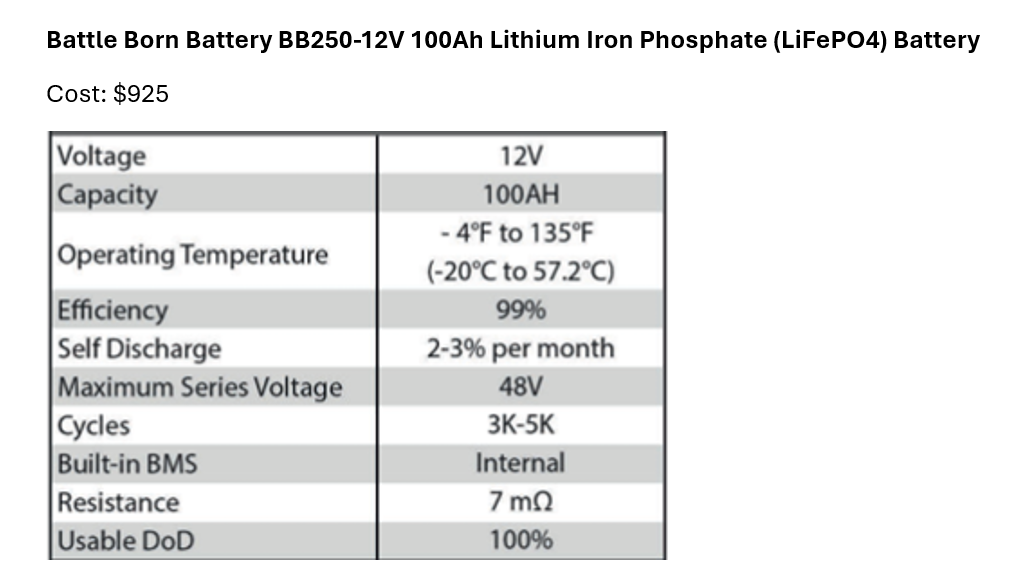 Battle Born Battery BB250-12V 100Ah Lithium Iron Phosphate (LiFePO4) Battery
Cost: $925
Voltage 12V
Capacity 100AH
Operating Temperature - 4°F to 135°F
(-20°C to 57.2°C)
Efficiency 99%
Self Discharge 2-3% per month
Maximum Series Voltage 48V
Cycles 3K-5K
Built-in BMS Internal
Resistance 7 mΩ
Usable DoD 100%